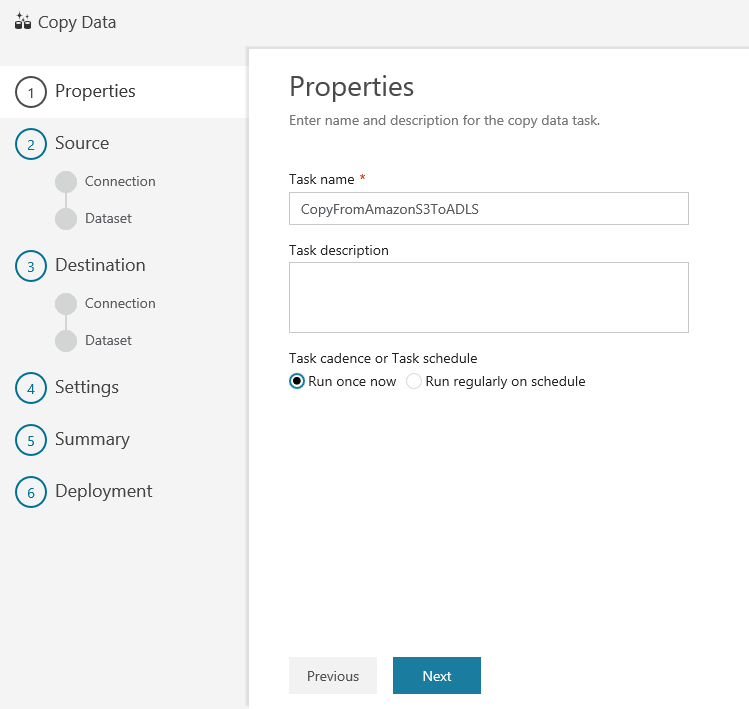 Copy Data
1 Properties
2 Source
Connection
Dataset
3 Destination
Connection
Dataset
4 Settings
5 Summary
6 Deployment
Properties
Enter name and description for the copy data task.
Task name *
CopyFromAmazonS3ToADLS
Task description
Task cadence or Task schedule
Run once now Run regularly on schedule
Previous Next